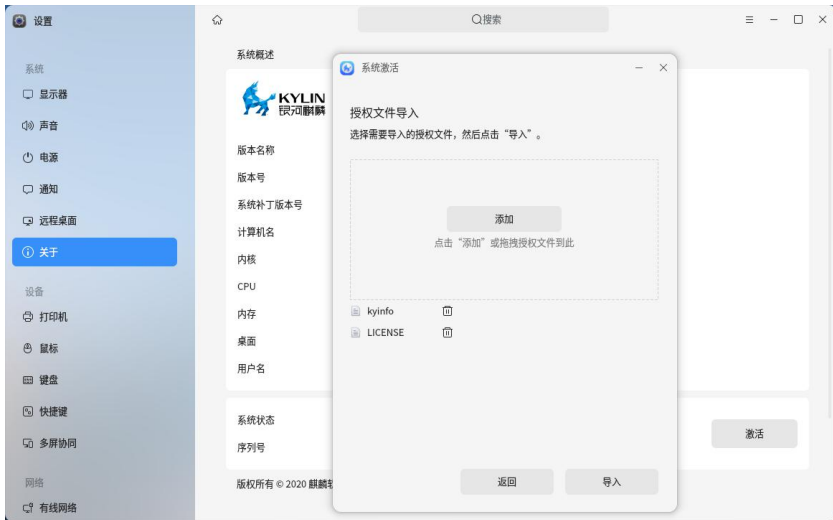 设置
搜索
系统
显示器
声音
电源
通知
远程桌面
关于
设备
打印机
鼠标
键盘
快捷键
多屏协同
网络
有线网络
系统概述
KYLIN
银河麒麟
版本名称
版本号
系统补丁版本号
计算机名
内核
CPU
内存
桌面
用户名
系统状态
序列号
激活
版权所有 © 2020 麒麟
系统激活
授权文件导入
选择需要导入的授权文件，然后点击“导入”。
添加
点击“添加”或拖拽授权文件到此
kyinfo
LICENSE
返回
导入